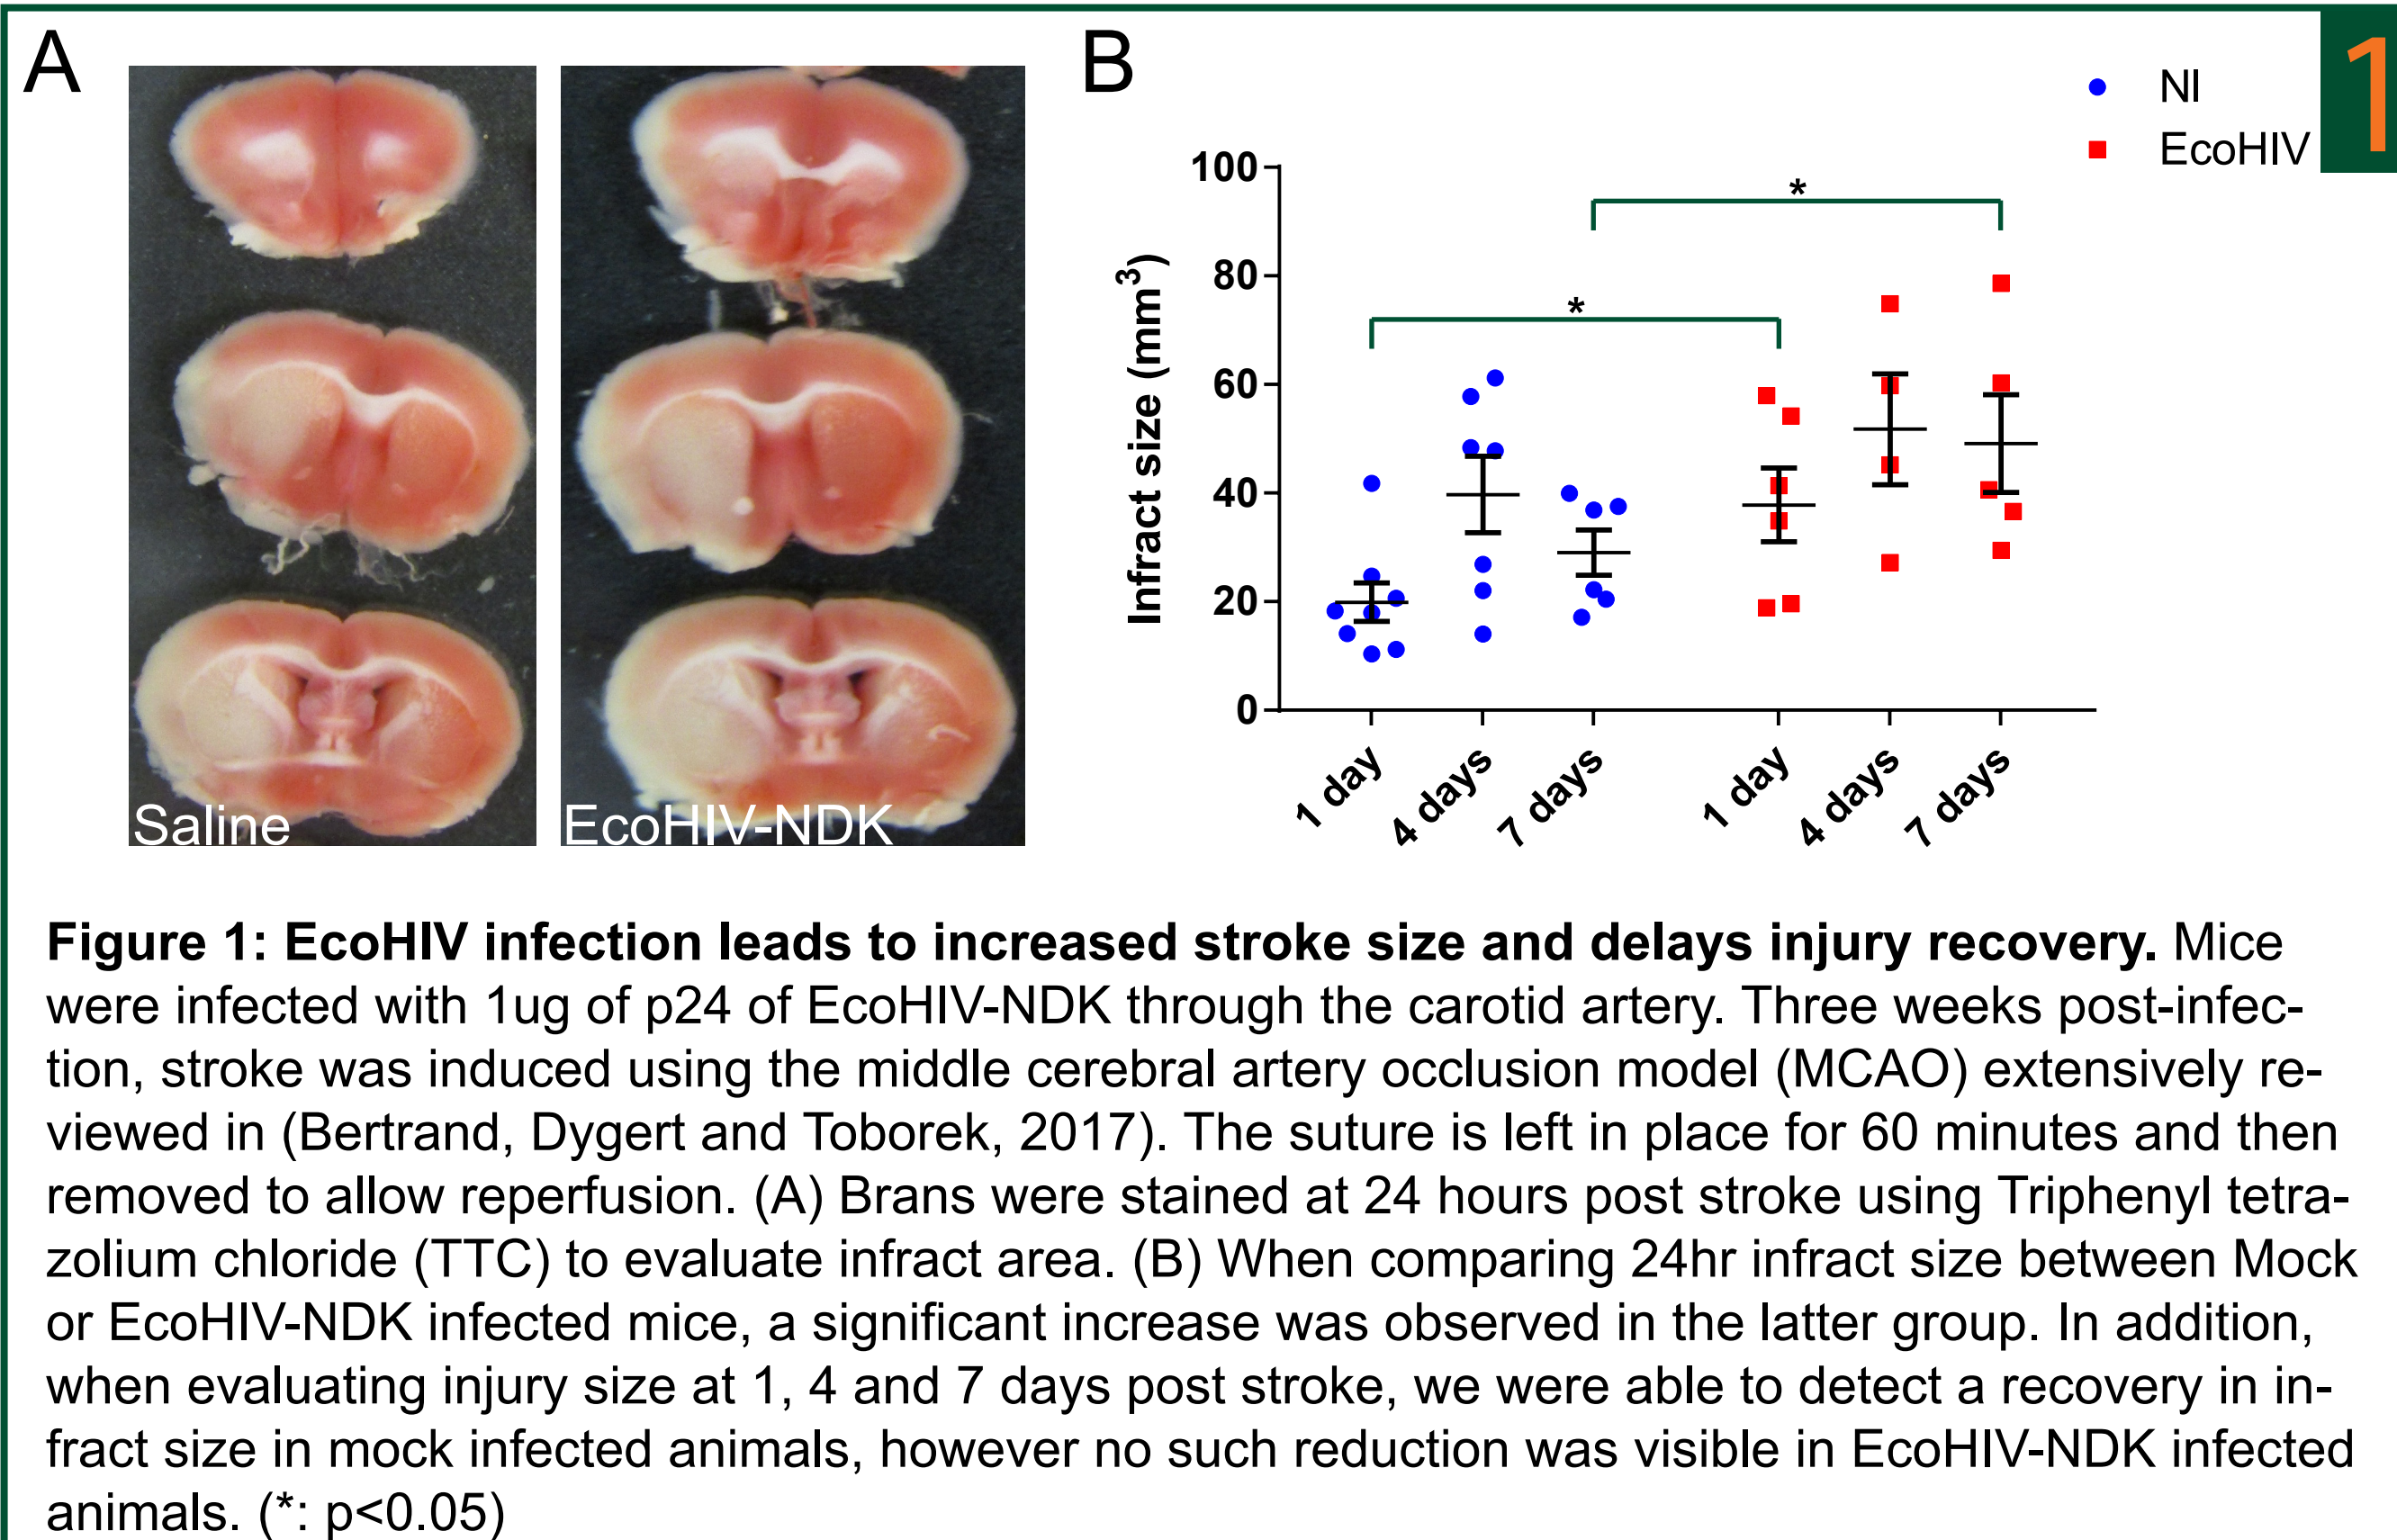 A
B
1
NI
EcoHIV
Infract size (mm³)
100
80
60
40
20
0
*
*
1 day
4 days
7 days
1 day
4 days
7 days
Saline
EcoHIV-NDK
Figure 1: EcoHIV infection leads to increased stroke size and delays injury recovery. Mice
were infected with 1ug of p24 of EcoHIV-NDK through the carotid artery. Three weeks post-infec-
tion, stroke was induced using the middle cerebral artery occlusion model (MCAO) extensively re-
viewed in (Bertrand, Dygert and Toborek, 2017). The suture is left in place for 60 minutes and then
removed to allow reperfusion. (A) Brans were stained at 24 hours post stroke using Triphenyl tetra-
zolium chloride (TTC) to evaluate infract area. (B) When comparing 24hr infract size between Mock
or EcoHIV-NDK infected mice, a significant increase was observed in the latter group. In addition,
when evaluating injury size at 1, 4 and 7 days post stroke, we were able to detect a recovery in in-
fract size in mock infected animals, however no such reduction was visible in EcoHIV-NDK infected
animals. (*: p<0.05)